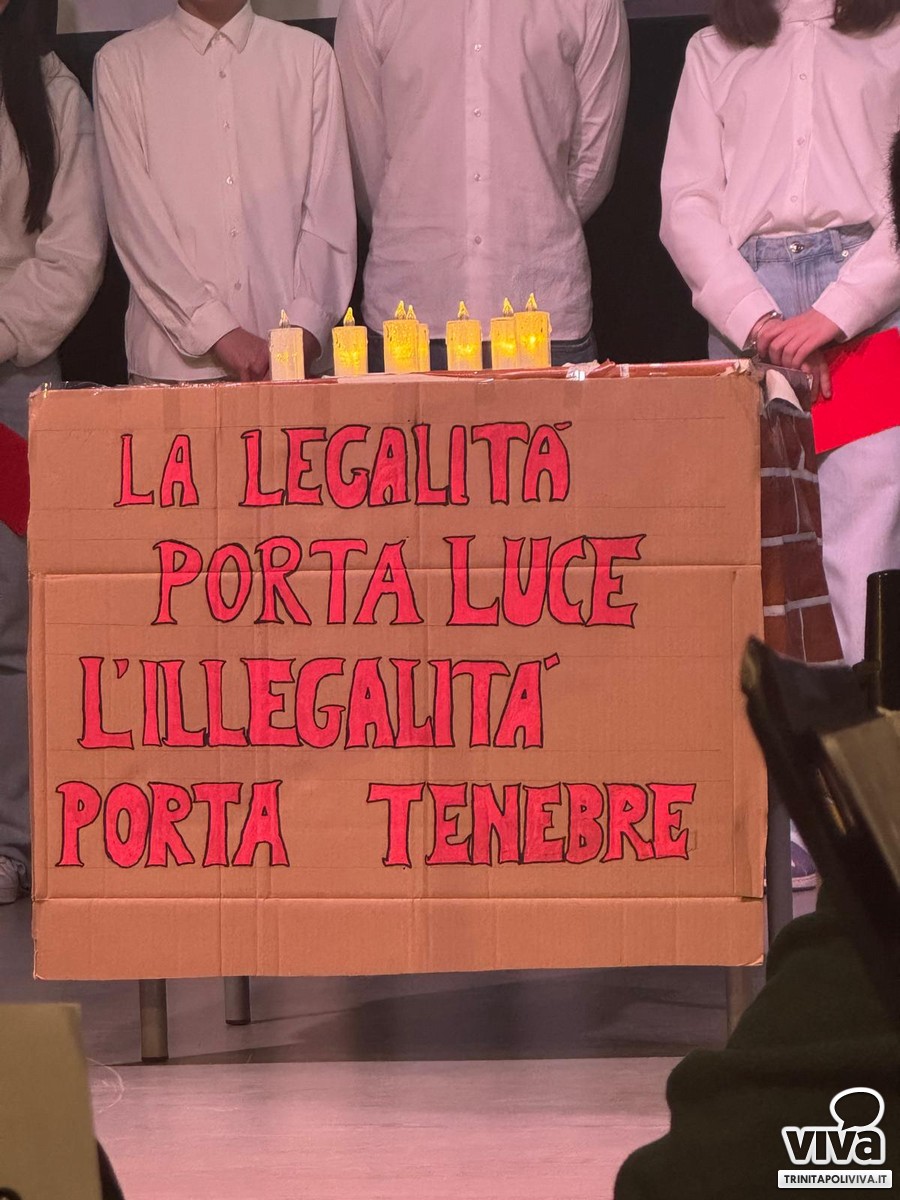 LA LEGALITÀ
PORTA LUCE
L'ILLEGALITÀ
PORTA TENEBRE
viva
TRINITAPOLIVIVA.IT